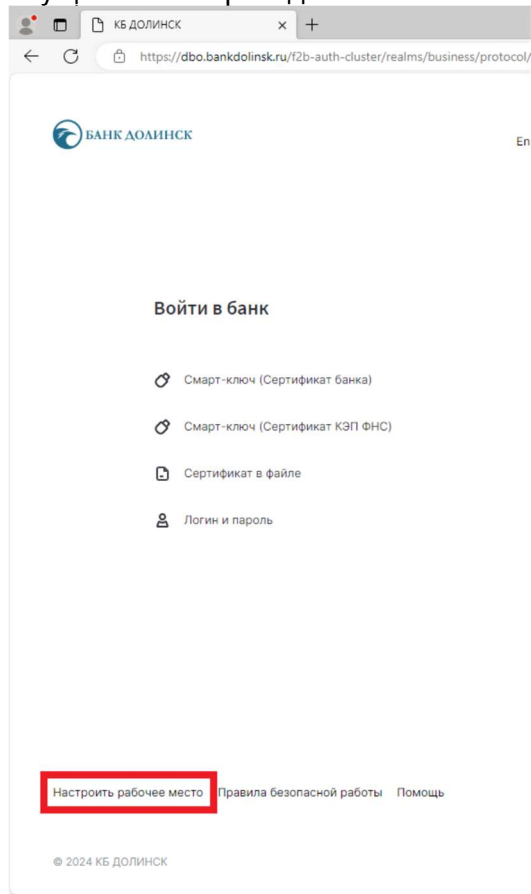 КБ ДОЛИНСК
https://dbo.bankdolinsk.ru/f2b-auth-cluster/realms/business/protocol/
БАНК ДОЛИНСК
En
Войти в банк
Смарт-ключ (Сертификат банка)
Смарт-ключ (Сертификат КЭП ФНС)
Сертификат в файле
Логин и пароль
Настроить рабочее место Правила безопасной работы Помощь
© 2024 КБ ДОЛИНСК